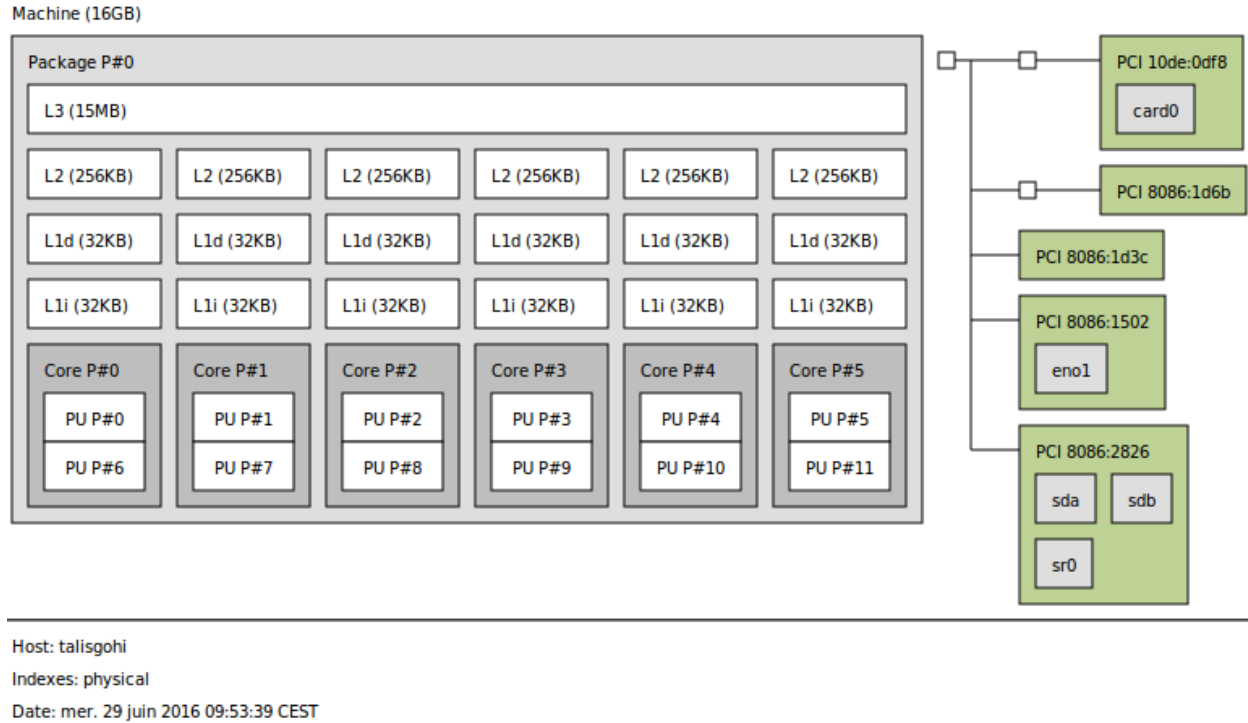 Machine (16GB)
Package P#0
L3 (15MB)
L2 (256KB) L2 (256KB) L2 (256KB) L2 (256KB) L2 (256KB) L2 (256KB)
L1d (32KB) L1d (32KB) L1d (32KB) L1d (32KB) L1d (32KB) L1d (32KB)
L1i (32KB) L1i (32KB) L1i (32KB) L1i (32KB) L1i (32KB) L1i (32KB)
Core P#0 Core P#1 Core P#2 Core P#3 Core P#4 Core P#5
PU P#0 PU P#1 PU P#2 PU P#3 PU P#4 PU P#5
PU P#6 PU P#7 PU P#8 PU P#9 PU P#10 PU P#11
PCI 10de:0df8
card0
PCI 8086:1d6b
PCI 8086:1d3c
PCI 8086:1502
eno1
PCI 8086:2826
sda sdb
sr0
Host: talisgohi
Indexes: physical
Date: mer. 29 juin 2016 09:53:39 CEST